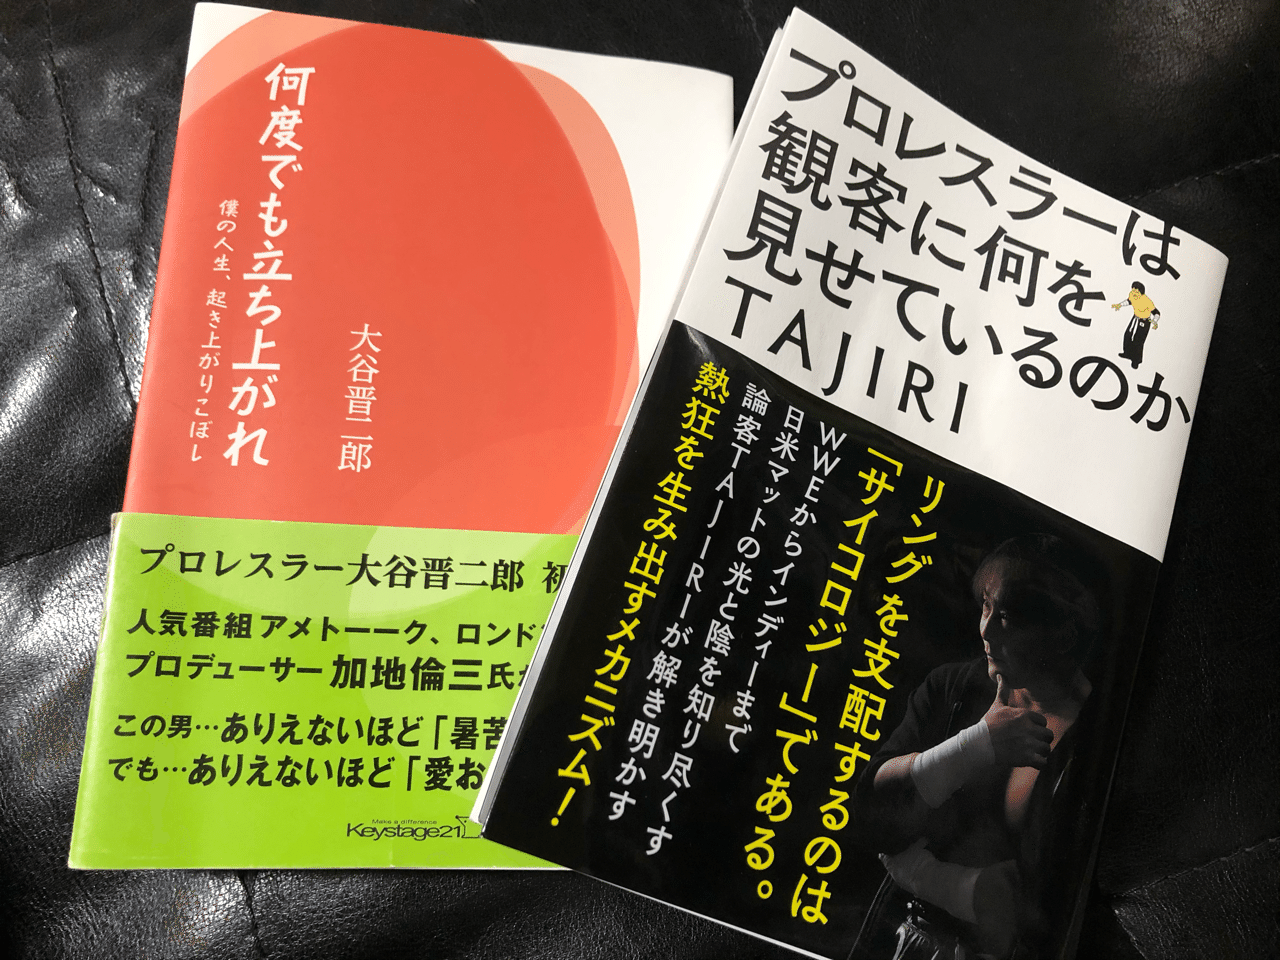 何度でも立ち上がれ
僕の人生、起き上がりこぼし
大谷晋二郎
プロレスラー大谷晋二郎 初
人気番組アメトーーク、ロンド
プロデューサー加地倫三氏
この男…ありえないほど「暑苦
でも…ありえないほど「愛お
Make a difference
Keystage21
プロレスラーは
観客に何を
見せているのか
TAJIRI
リングを支配するのは
「サイコロジー」である。
WWEからインディーまで
日米マットの光と陰を知り尽くす
論客TAJIRIが解き明かす
熱狂を生み出すメカニズム!